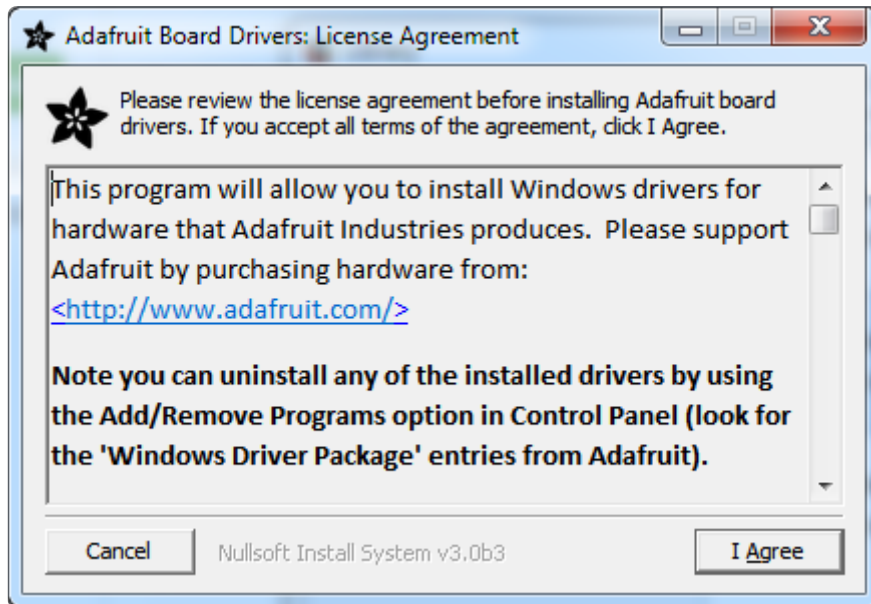 Adafruit Board Drivers: License Agreement
Please review the license agreement before installing Adafruit board
drivers. If you accept all terms of the agreement, click I Agree.
This program will allow you to install Windows drivers for
hardware that Adafruit Industries produces.  Please support
Adafruit by purchasing hardware from:
<http://www.adafruit.com/>
Note you can uninstall any of the installed drivers by using
the Add/Remove Programs option in Control Panel (look for
the 'Windows Driver Package' entries from Adafruit).
Cancel
Nullsoft Install System v3.0b3
I Agree